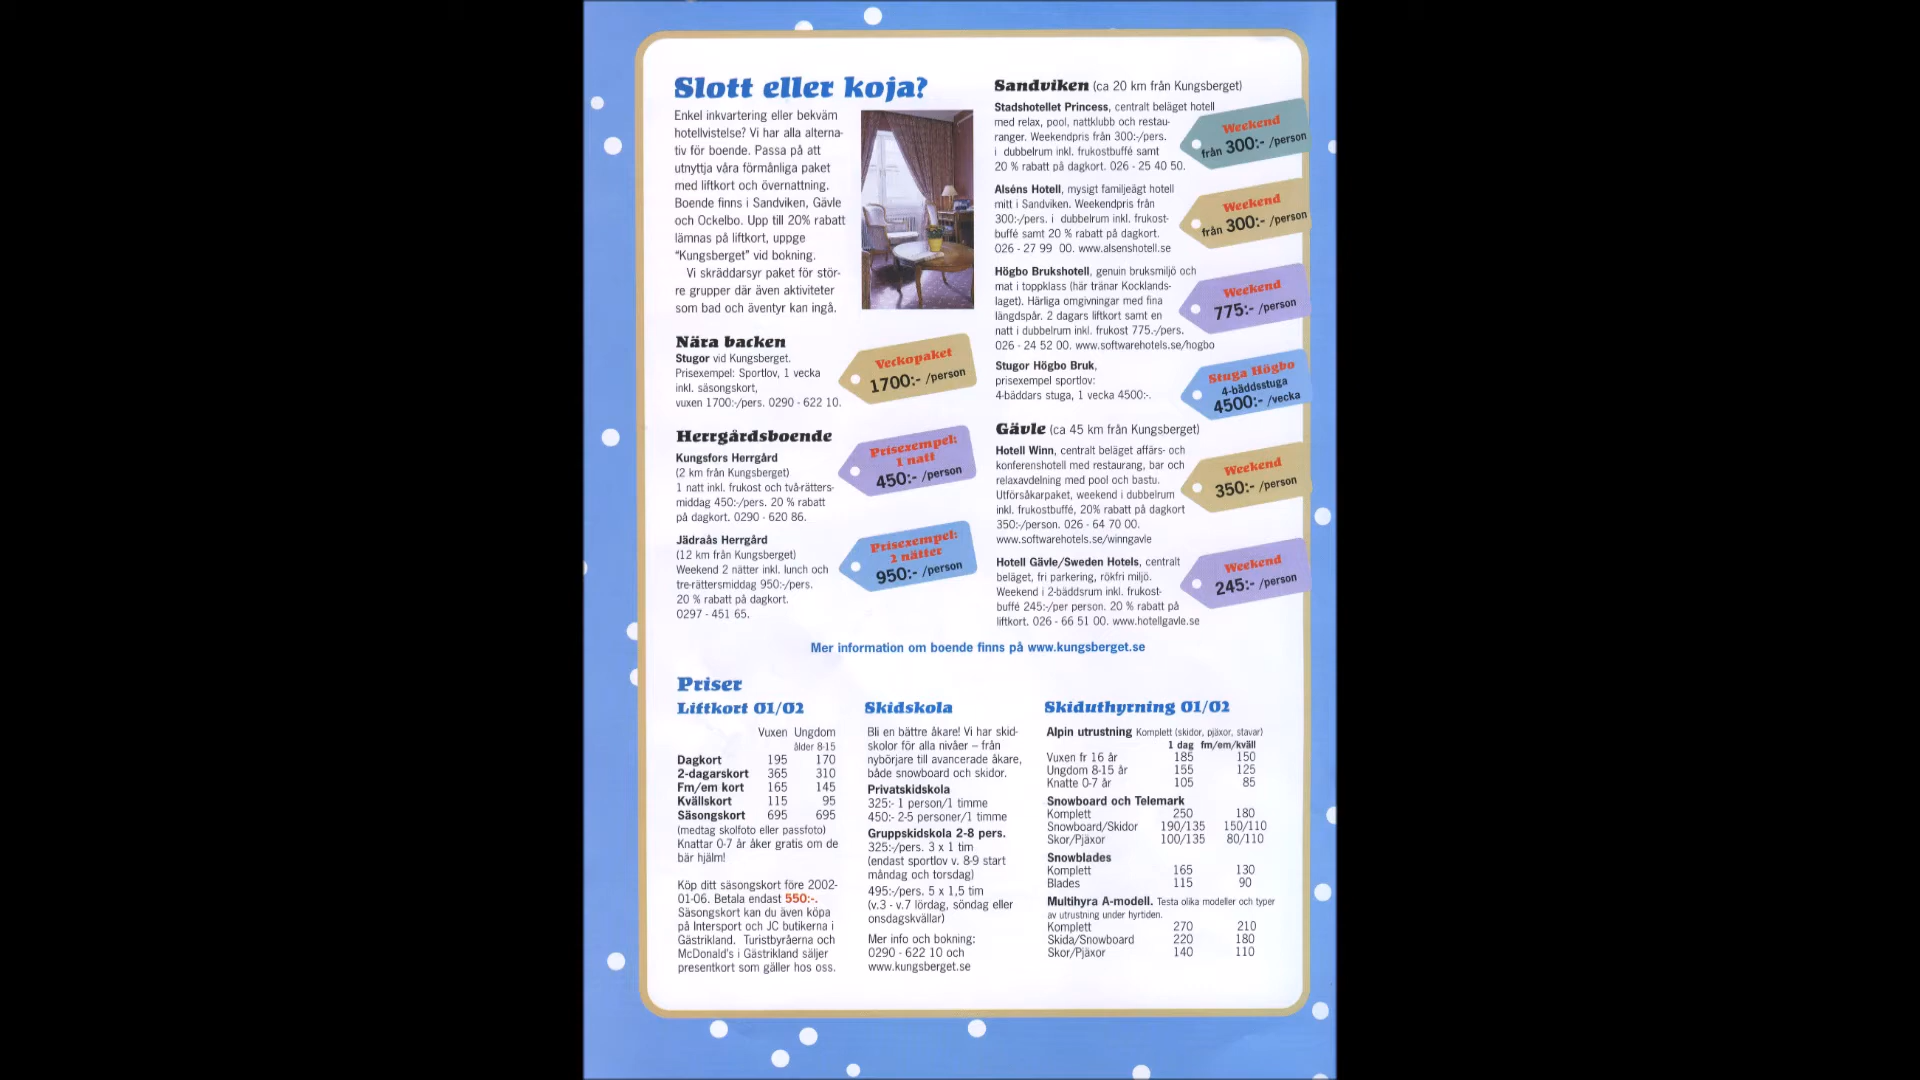 Slott eller koja?
Enkel inkvartering eller bekväm
hotellvistelse? Vi har alla alterna-
tiv för boende. Passa på att
utnyttja våra förmånliga paket
med liftkort och övernattning.
Boende finns i Sandviken, Gävle
och Ockelbo. Upp till 20% rabatt
lämnas på liftkort, uppge
"Kungsberget" vid bokning.
Vi skräddarsyr paket för stör-
re grupper där även aktiviteter
som bad och äventyr kan ingå.
Nära backen
Stugor vid Kungsberget.
Prisexempel: Sportlov, 1 vecka
inkl. säsongskort,
vuxen 1700:-/pers. 0290 - 622 10.
Veckopaket
1700:- /person
Herrgårdsboende
Kungsfors Herrgård
(2 km från Kungsberget)
1 natt inkl. frukost och två-rätters-
middag 450:-/pers. 20 % rabatt
på dagkort. 0290 - 620 86.
Prisexempel:
1 natt
450:- /person
Jädraås Herrgård
(12 km från Kungsberget)
Weekend 2 nätter inkl. lunch och
tre-rättersmiddag 950:-/pers.
20 % rabatt på dagkort.
0297 - 451 65.
Prisexempel:
2 nätter
950:- /person
Sandviken (ca 20 km från Kungsberget)
Stadshotellet Princess, centralt beläget hotell
med relax, pool, nattklubb och restau-
ranger. Weekendpris från 300:-/pers.
i dubbelrum inkl. frukostbuffé samt
20 % rabatt på dagkort. 026 - 25 40 50.
Weekend
från 300:- /person
Alséns Hotell, mysigt familjeägt hotell
mitt i Sandviken. Weekendpris från
300:-/pers. i dubbelrum inkl. frukost-
buffé samt 20 % rabatt på dagkort.
026 - 27 99 00. www.alsenshotell.se
Weekend
från 300:- /person
Högbo Brukshotell, genuin bruksmiljö och
mat i toppklass (här tränar Kocklands-
laget). Härliga omgivningar med fina
längdspår. 2 dagars liftkort samt en
natt i dubbelrum inkl. frukost 775.-/pers.
026 - 24 52 00. www.softwarehotels.se/hogbo
Weekend
775:- /person
Stugor Högbo Bruk,
prisexempel sportlov:
4-bäddars stuga, 1 vecka 4500:-.
Stuga Högbo
4-bäddsstuga
4500:- /vecka
Gävle (ca 45 km från Kungsberget)
Hotell Winn, centralt beläget affärs- och
konferenshotell med restaurang, bar och
relaxavdelning med pool och bastu.
Utförsåkarpaket, weekend i dubbelrum
inkl. frukostbuffé, 20% rabatt på dagkort
350:-/person. 026 - 64 70 00.
www.softwarehotels.se/winngavle
Weekend
350:- /person
Hotell Gävle/Sweden Hotels, centralt
beläget, fri parkering, rökfri miljö.
Weekend i 2-bäddsrum inkl. frukost-
buffé 245:-/per person. 20 % rabatt på
liftkort. 026 - 66 51 00. www.hotellgavle.se
Weekend
245:- /person
Mer information om boende finns på www.kungsberget.se
Priser
Liftkort 01/02
Vuxen Ungdom
ålder 8-15
Dagkort 195 170
2-dagarskort 365 310
Fm/em kort 165 145
Kvällskort 115 95
Säsongskort 695 695
(medtag skolfoto eller passfoto)
Knattar 0-7 år åker gratis om de
bär hjälm!
Köp ditt säsongskort före 2002-
01-06. Betala endast 550:-.
Säsongskort kan du även köpa
på Intersport och JC butikerna i
Gästrikland. Turistbyråerna och
McDonald's i Gästrikland säljer
presentkort som gäller hos oss.
Skidskola
Bli en bättre åkare! Vi har skid-
skolor för alla nivåer – från
nybörjare till avancerade åkare,
både snowboard och skidor.
Privatskidskola
325:- 1 person/1 timme
450:- 2-5 personer/1 timme
Gruppskidskola 2-8 pers.
325:-/pers. 3 x 1 tim
(endast sportlov v. 8-9 start
måndag och torsdag)
495:-/pers. 5 x 1,5 tim
(v.3 - v.7 lördag, söndag eller
onsdagskvällar)
Mer info och bokning:
0290 - 622 10 och
www.kungsberget.se
Skiduthyrning 01/02
Alpin utrustning Komplett (skidor, pjäxor, stavar)
1 dag fm/em/kväll
Vuxen fr 16 år 185 150
Ungdom 8-15 år 155 125
Knatte 0-7 år 105 85
Snowboard och Telemark
Komplett 250 180
Snowboard/Skidor 190/135 150/110
Skor/Pjäxor 100/135 80/110
Snowblades
Komplett 165 130
Blades 115 90
Multihyra A-modell. Testa olika modeller och typer
av utrustning under hyrtiden.
Komplett 270 210
Skida/Snowboard 220 180
Skor/Pjäxor 140 110